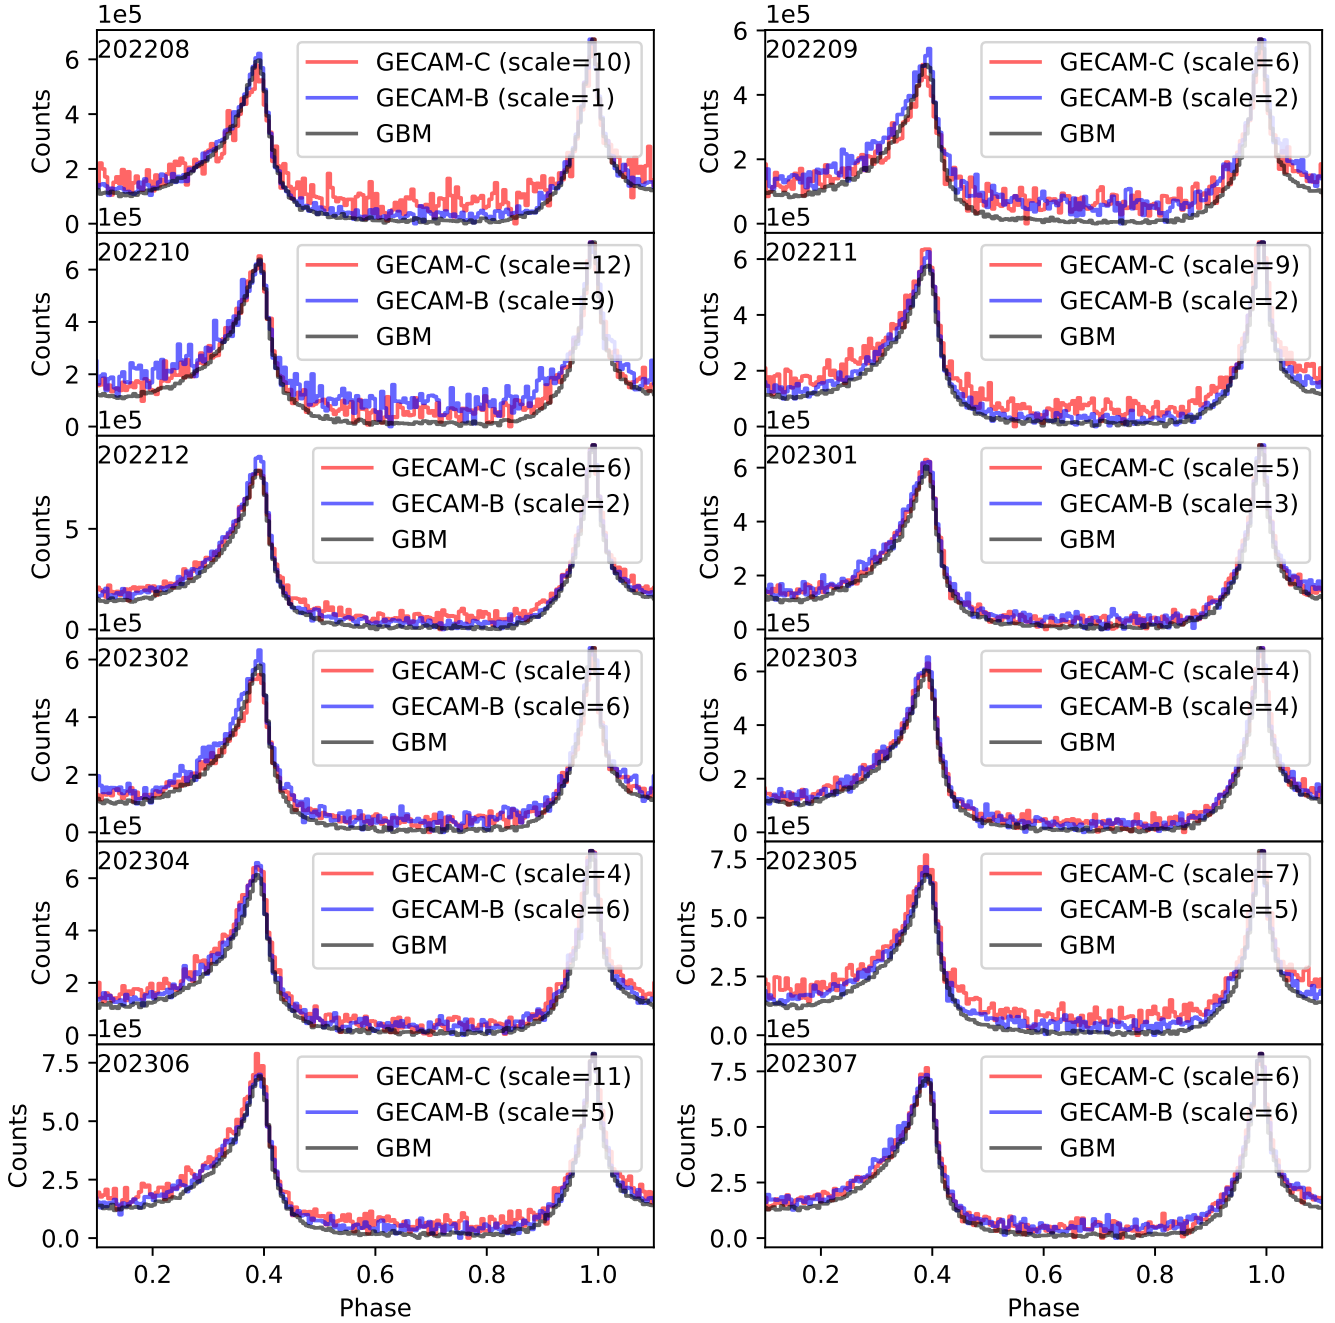 1e5
202208
GECAM-C (scale=10)
GECAM-B (scale=1)
GBM
Counts
6
4
2
0
1e5
202209
GECAM-C (scale=6)
GECAM-B (scale=2)
GBM
Counts
6
4
2
0
1e5
202210
GECAM-C (scale=12)
GECAM-B (scale=9)
GBM
Counts
6
4
2
0
1e5
202211
GECAM-C (scale=9)
GECAM-B (scale=2)
GBM
Counts
6
4
2
0
1e5
202212
GECAM-C (scale=6)
GECAM-B (scale=2)
GBM
Counts
5
0
1e5
202301
GECAM-C (scale=5)
GECAM-B (scale=3)
GBM
Counts
6
4
2
0
1e5
202302
GECAM-C (scale=4)
GECAM-B (scale=6)
GBM
Counts
6
4
2
0
1e5
202303
GECAM-C (scale=4)
GECAM-B (scale=4)
GBM
Counts
6
4
2
0
1e5
202304
GECAM-C (scale=4)
GECAM-B (scale=6)
GBM
Counts
6
4
2
0
1e5
202305
GECAM-C (scale=7)
GECAM-B (scale=5)
GBM
Counts
7.5
5.0
2.5
0.0
1e5
202306
GECAM-C (scale=11)
GECAM-B (scale=5)
GBM
Counts
7.5
5.0
2.5
0.0
0.2 0.4 0.6 0.8 1.0
Phase
1e5
202307
GECAM-C (scale=6)
GECAM-B (scale=6)
GBM
Counts
7.5
5.0
2.5
0.0
0.2 0.4 0.6 0.8 1.0
Phase